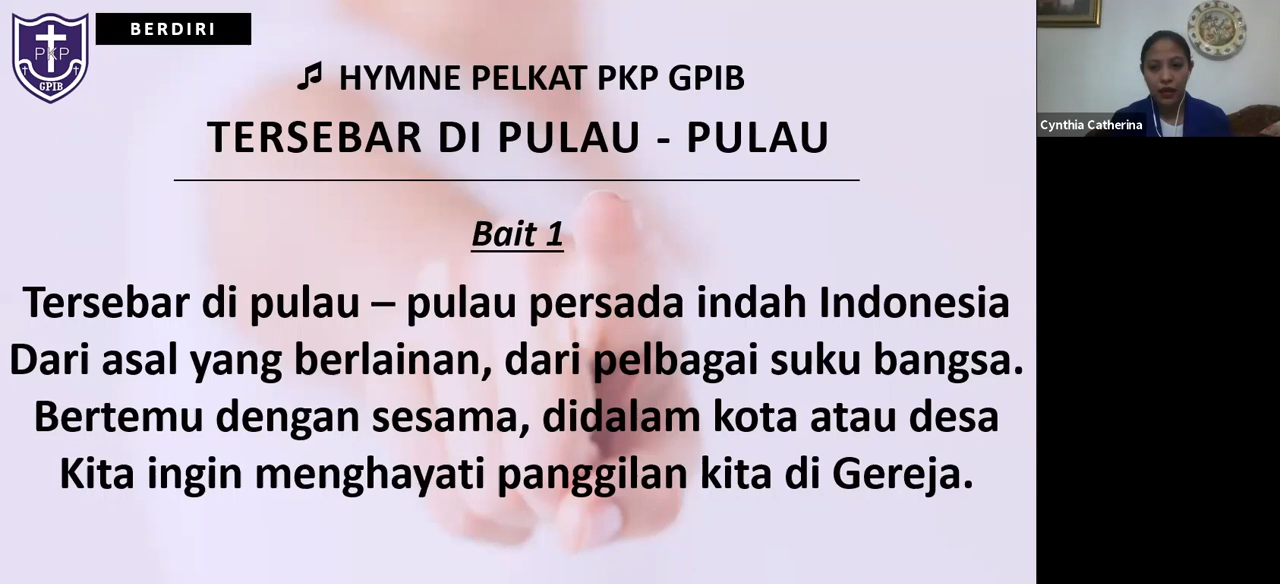 PKP
GPIB
BERDIRI
HYMNE PELKAT PKP GPIB
TERSEBAR DI PULAU - PULAU
Bait 1
Tersebar di pulau – pulau persada indah Indonesia
Dari asal yang berlainan, dari pelbagai suku bangsa.
Bertemu dengan sesama, didalam kota atau desa
Kita ingin menghayati panggilan kita di Gereja.
Cynthia Catherina